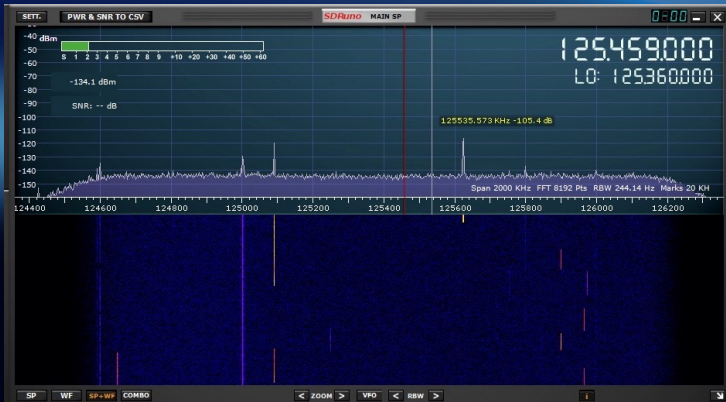 SETT. PWR & SNR TO CSV SDRuno MAIN SP 0-00
-30
-40 dBm
-50
-60
-70
-80
-90
-100
-110
-120
-130
-140
-150
S 1 2 3 4 5 6 7 8 9 +10 +20 +30 +40 +50 +60
-134.1 dBm
SNR: -- dB
125.459.000
LO: 125.360.000
125535.573 KHz -105.4 dB
Span 2000 KHz FFT 8192 Pts RBW 244.14 Hz Marks 20 KH
124400 124600 124800 125000 125200 125400 125600 125800 126000 126200
SP WF SP+WF COMBO < ZOOM > VFO < RBW > i